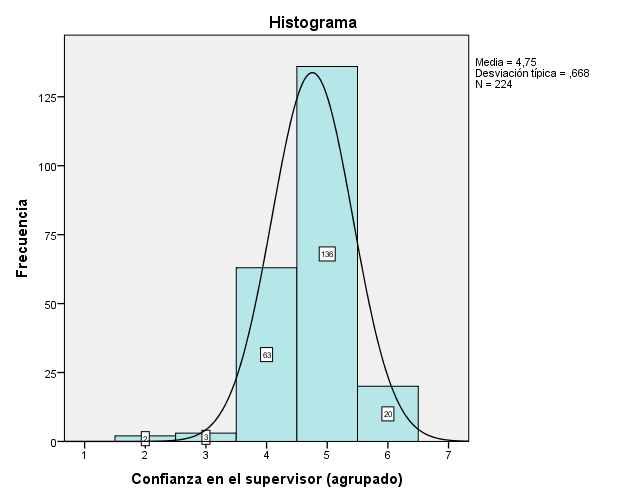 Histograma
Media = 4,75
Desviación típica = ,668
N = 224
Frecuencia
125
100
75
50
25
0
136
63
20
2
3
1 2 3 4 5 6 7
Confianza en el supervisor (agrupado)